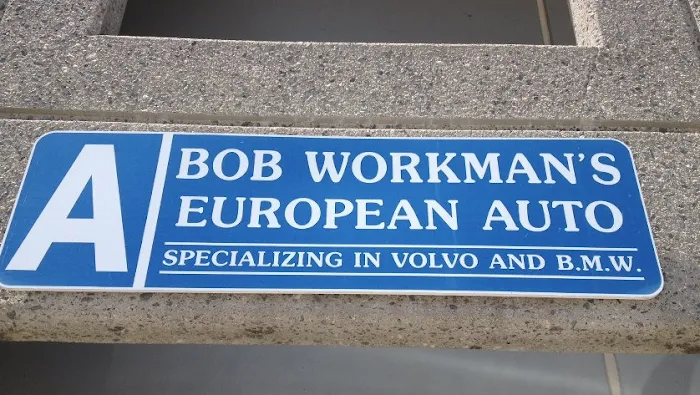 A
BOB WORKMAN'S
EUROPEAN AUTO
SPECIALIZING IN VOLVO AND B.M.W.